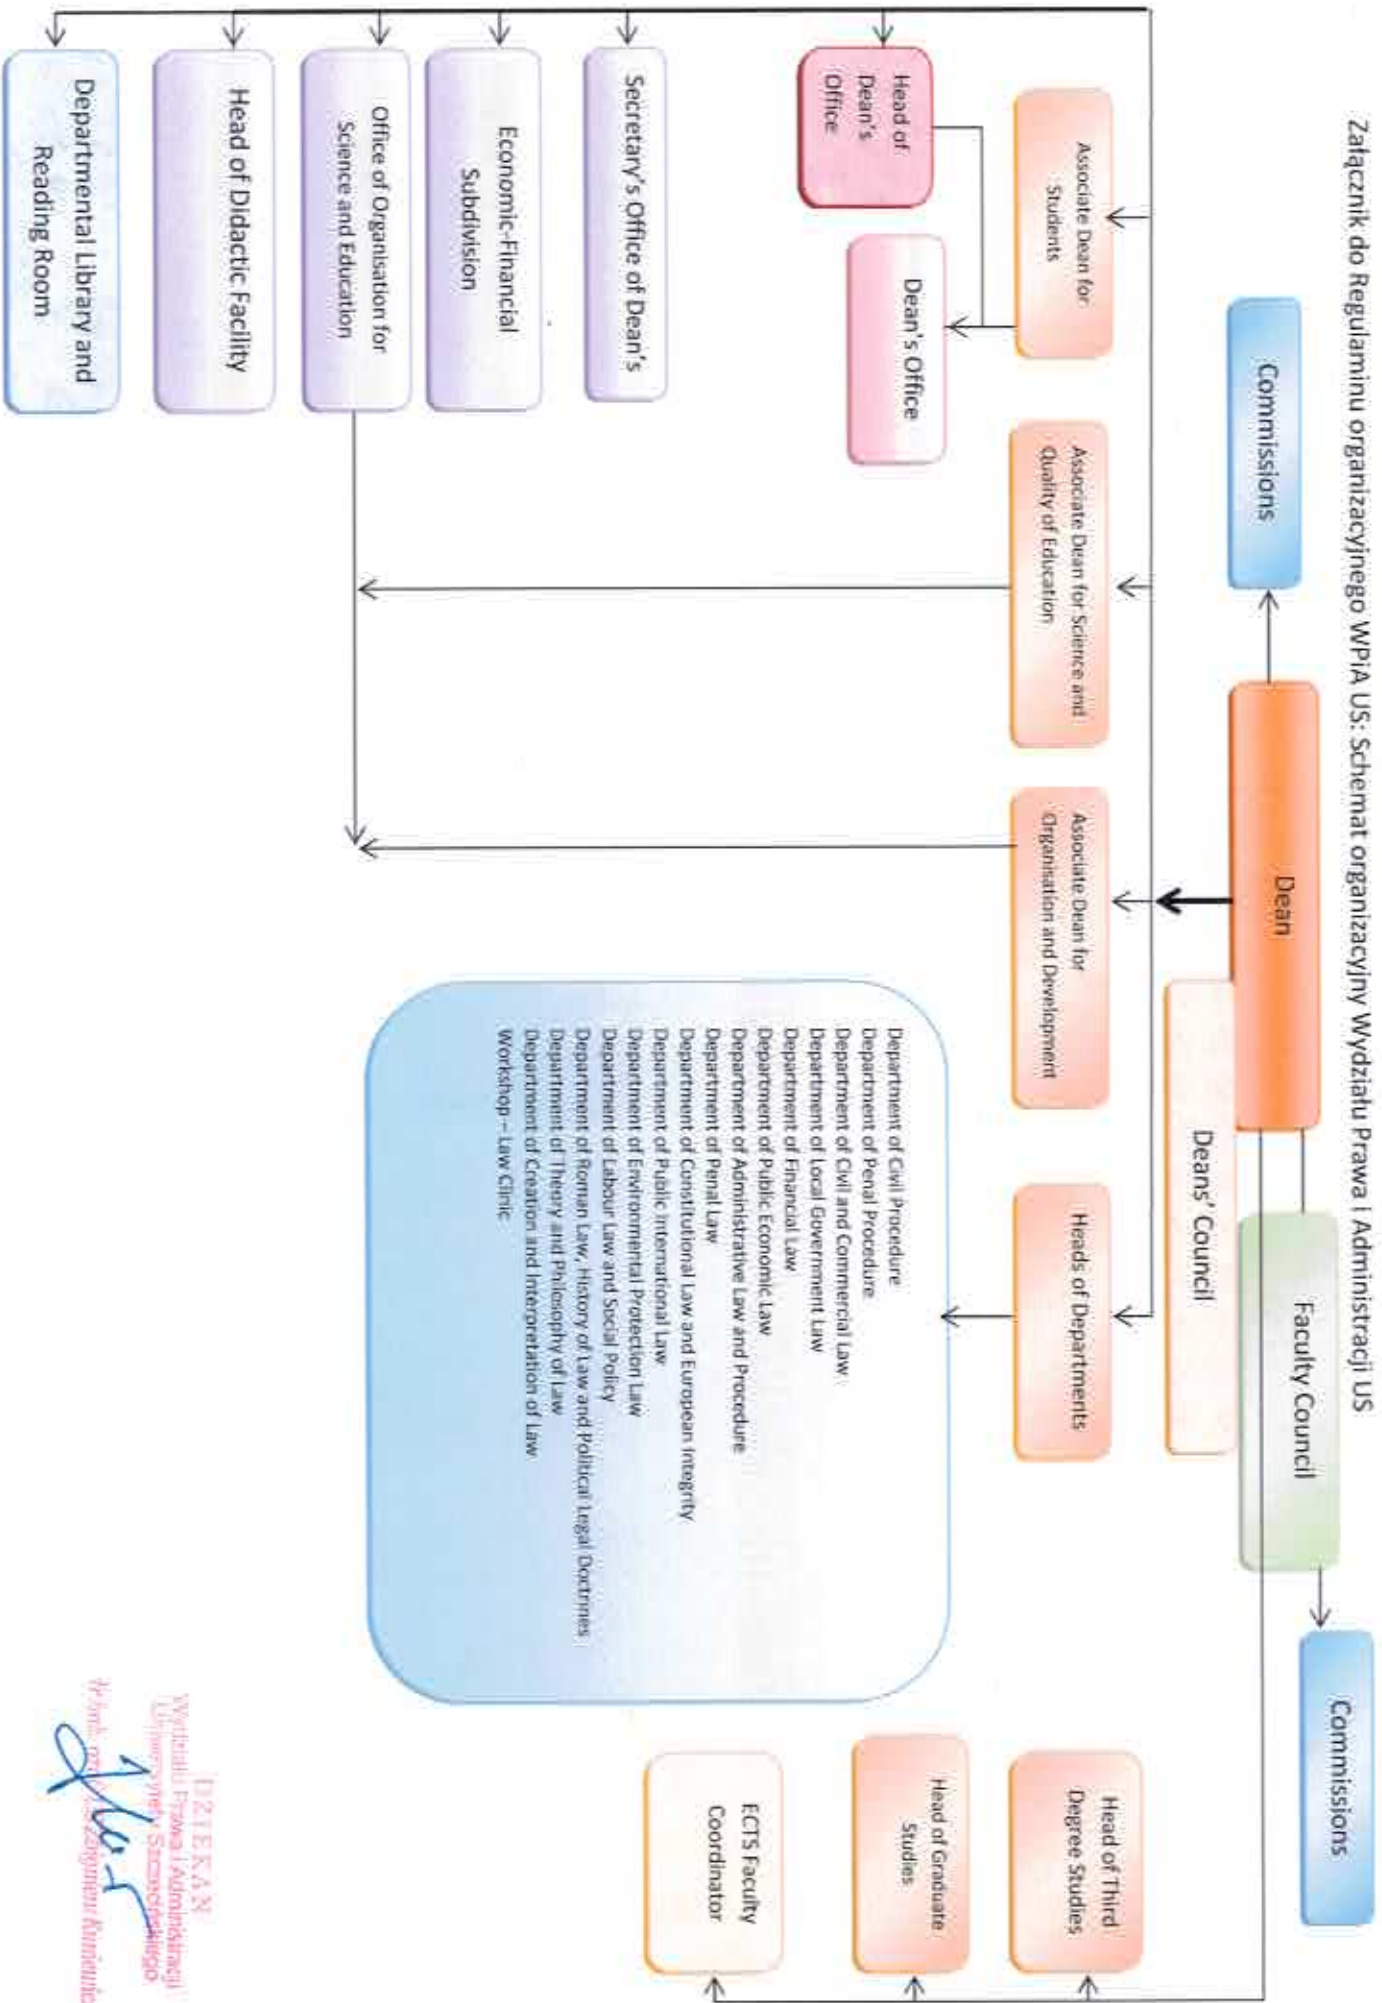 Załącznik do Regulaminu organizacyjnego WPiA US: Schemat organizacyjny Wydziału Prawa i Administracji US
Commissions
Dean
Deans' Council
Faculty Council
Commissions
Associate Dean for
Students
Associate Dean for Science and
Quality of Education
Associate Dean for
Organisation and Development
Heads of Departments
Head of Third
Degree Studies
Head of Graduate
Studies
ECTS Faculty
Coordinator
Head of
Dean's
Office
Dean's Office
Department of Civil Procedure
Department of Penal Procedure
Department of Civil and Commercial Law
Department of Local Government Law
Department of Financial Law
Department of Public Economic Law
Department of Administrative Law and Procedure
Department of Penal Law
Department of Constitutional Law and European Integrity
Department of Public International Law
Department of Environmental Protection Law
Department of Labour Law and Social Policy
Department of Roman Law, History of Law and Political Legal Doctrines
Department of Theory and Philosophy of Law
Department of Creation and Interpretation of Law
Workshop – Law Clinic
Secretary's Office of Dean's
Economic-Financial
Subdivision
Office of Organisation for
Science and Education
Head of Didactic Facility
Departmental Library and
Reading Room
DZIEKAN
Wydziału Prawa i Administracji
Uniwersytetu Szczecińskiego